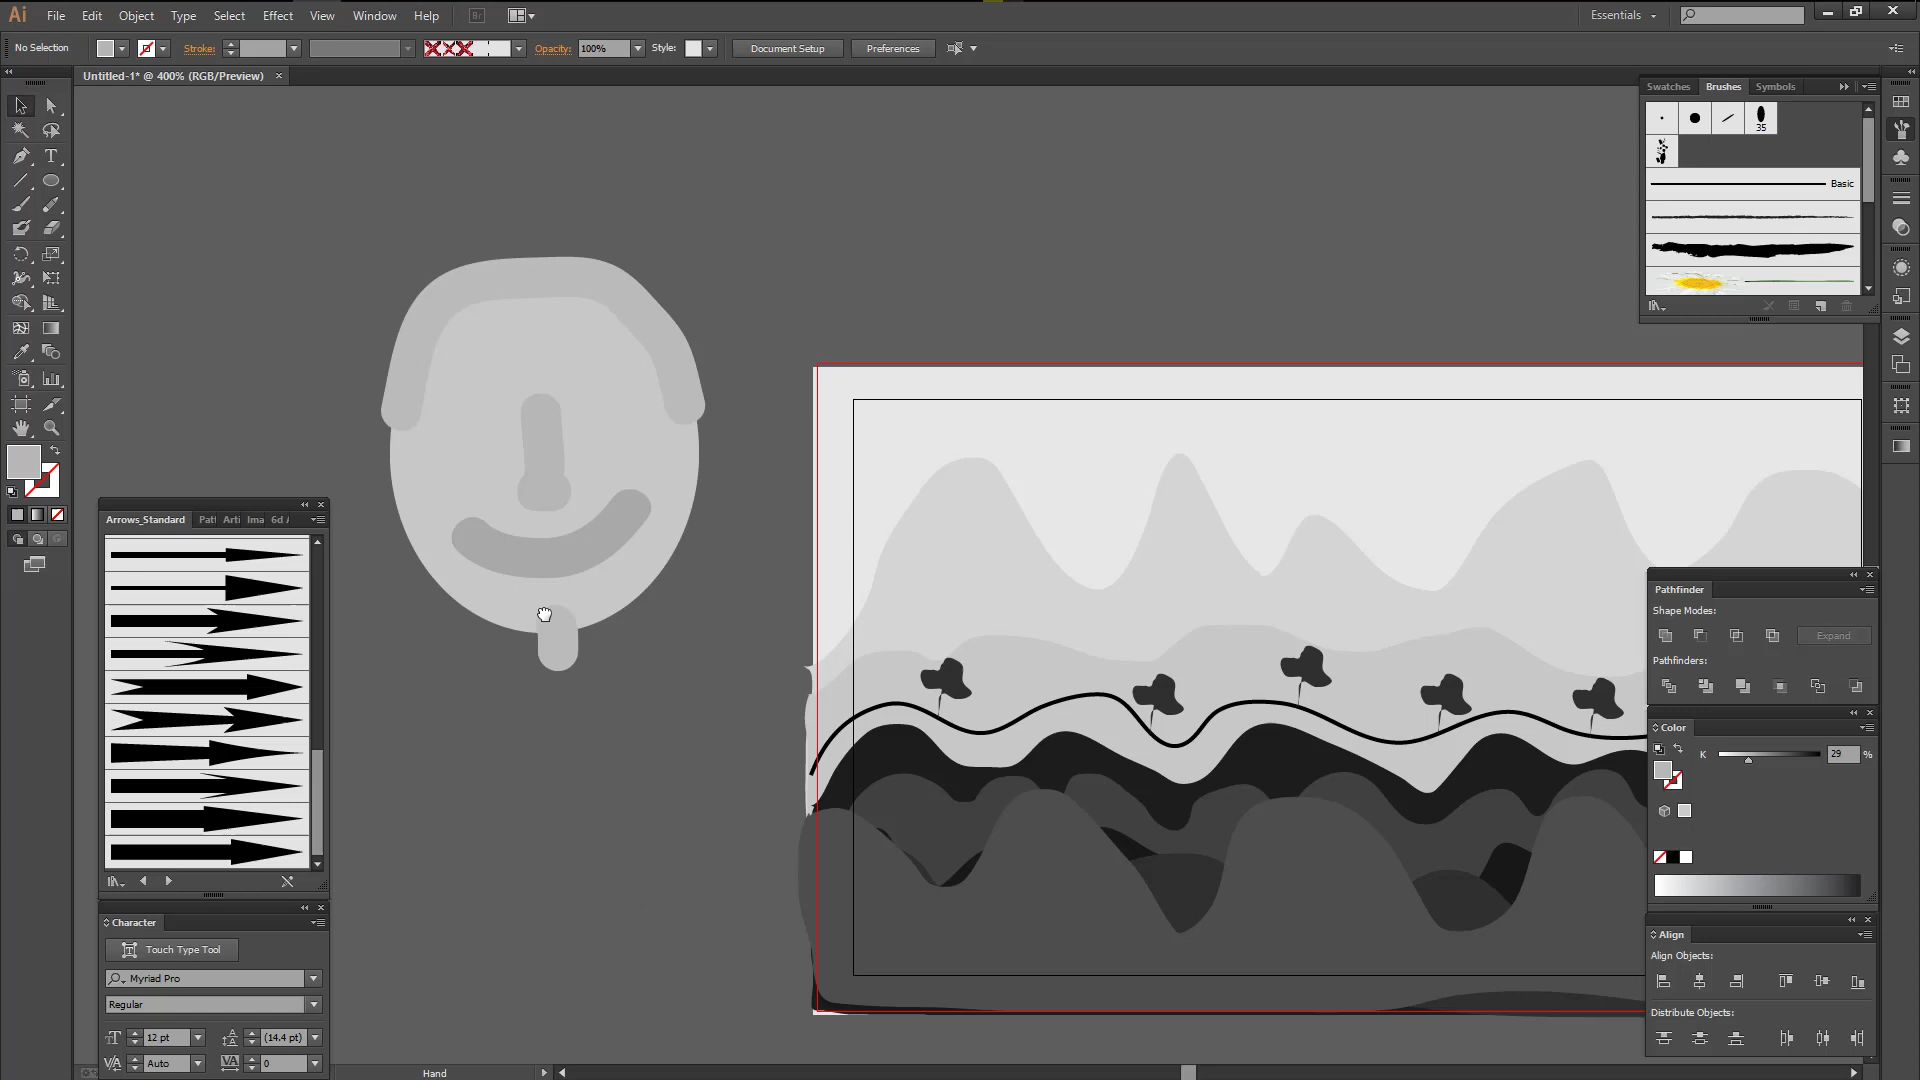 Ai File Edit Object Type Select Effect View Window Help Br Essentials
No Selection Stroke: Opacity: 100% Style: Document Setup Preferences
Untitled-1* @ 400% (RGB/Preview)
Swatches Brushes Symbols
35
Basic
Arrows_Standard Pat Arti Ima 6d A
Character
Touch Type Tool
Myriad Pro
Regular
12 pt (14.4 pt)
Auto 0
Hand
Pathfinder
Shape Modes:
Expand
Pathfinders:
Color
K 29 %
Align
Align Objects:
Distribute Objects: